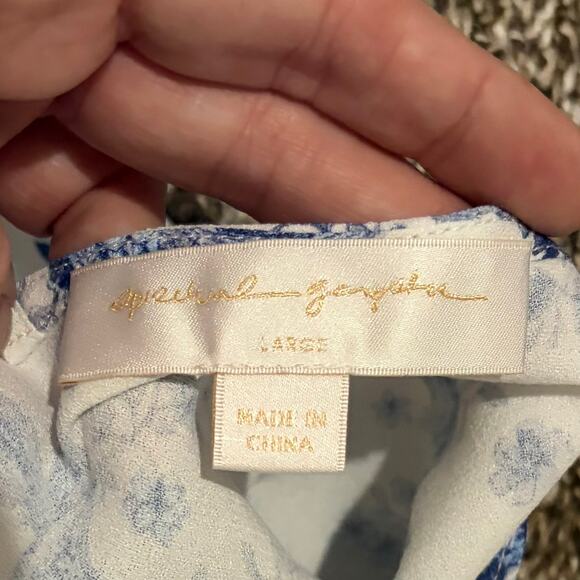 spiritual gangster
LARGE
MADE IN
CHINA